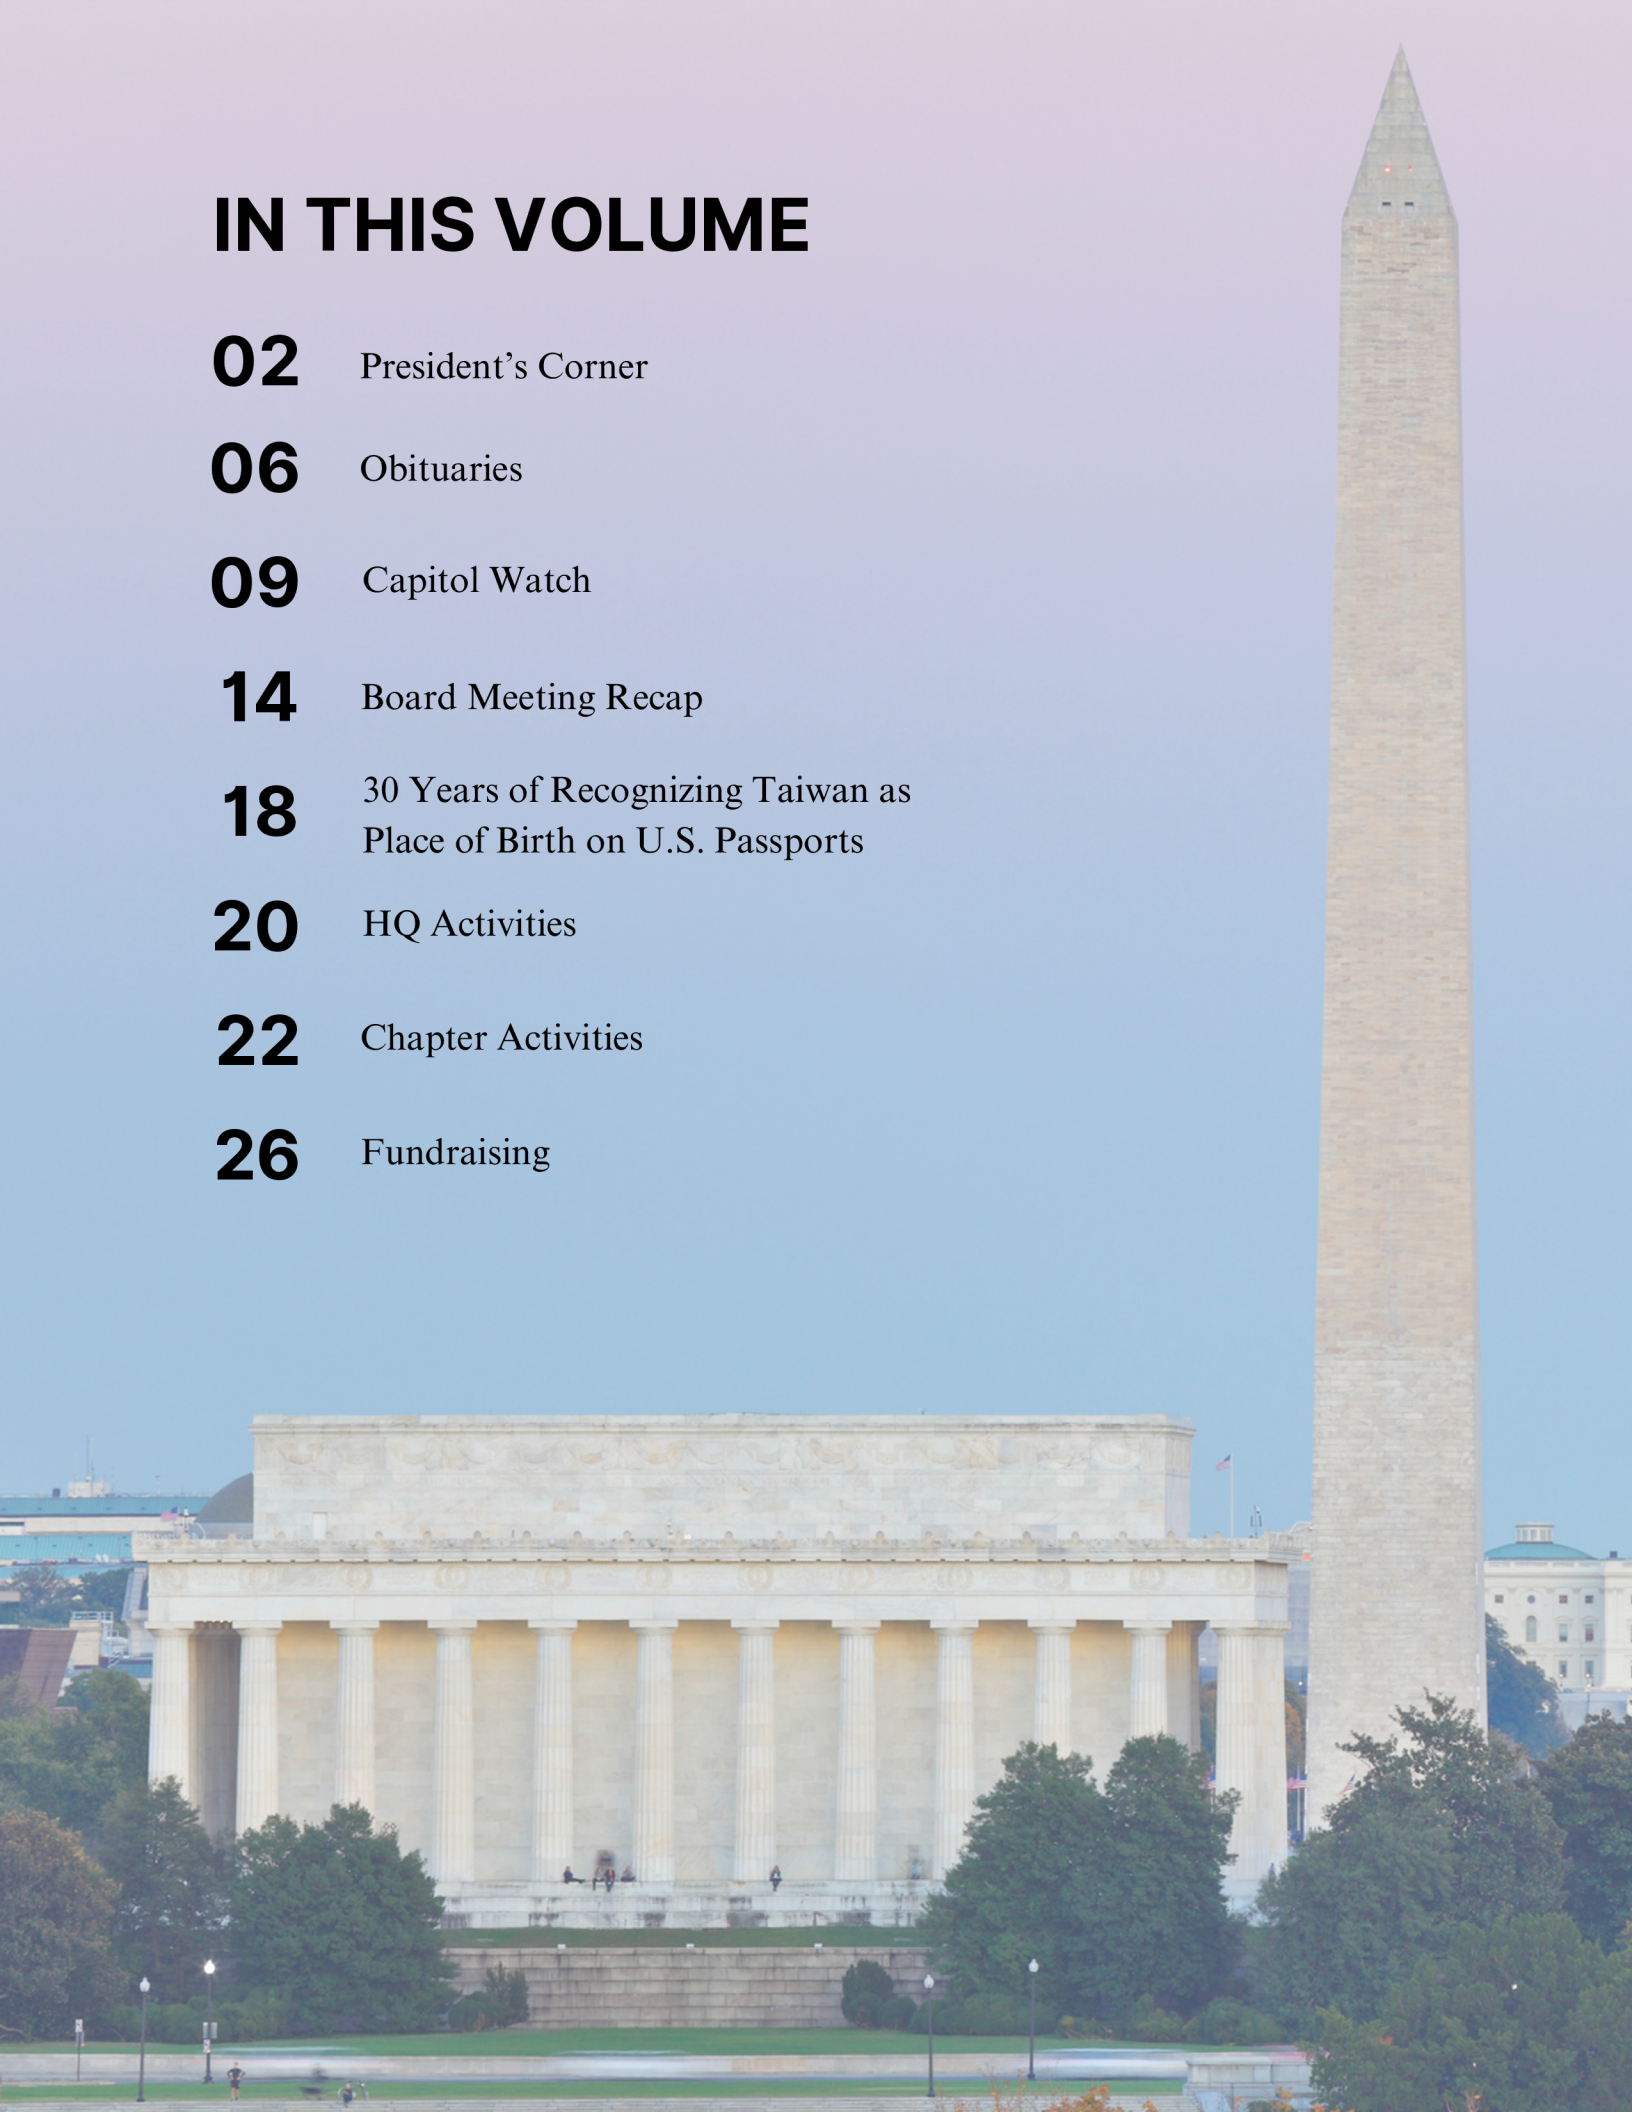 IN THIS VOLUME
02 President’s Corner
06 Obituaries
09 Capitol Watch
14 Board Meeting Recap
18 30 Years of Recognizing Taiwan as
Place of Birth on U.S. Passports
20 HQ Activities
22 Chapter Activities
26 Fundraising